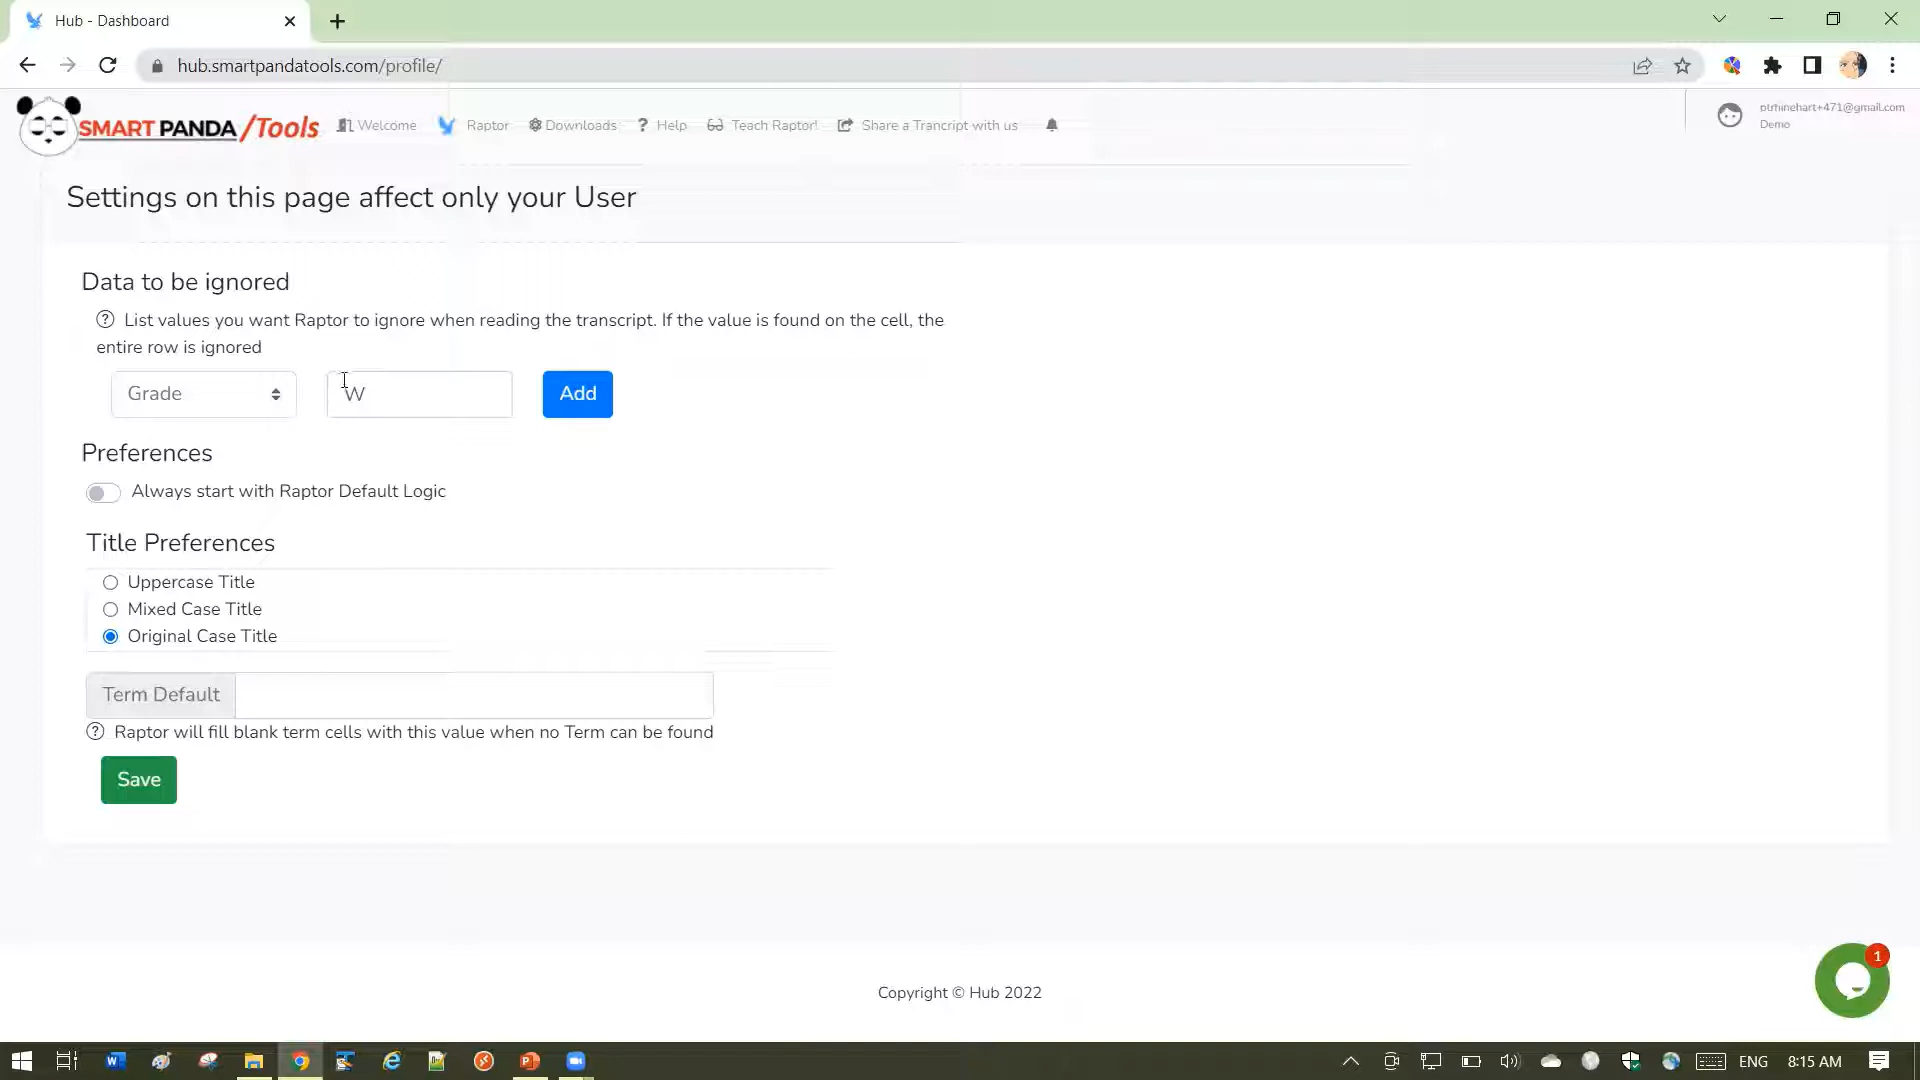 Hub - Dashboard
hub.smartpandatools.com/profile/
SMART PANDA/Tools
Welcome
Raptor
Downloads
? Help
Teach Raptor!
Share a Trancript with us
ptrhinehart+471@gmail.com
Demo
Settings on this page affect only your User
Data to be ignored
List values you want Raptor to ignore when reading the transcript. If the value is found on the cell, the
entire row is ignored
Grade
W
Add
Preferences
Always start with Raptor Default Logic
Title Preferences
Uppercase Title
Mixed Case Title
Original Case Title
Term Default
Raptor will fill blank term cells with this value when no Term can be found
Save
1
Copyright © Hub 2022
ENG
8:15 AM